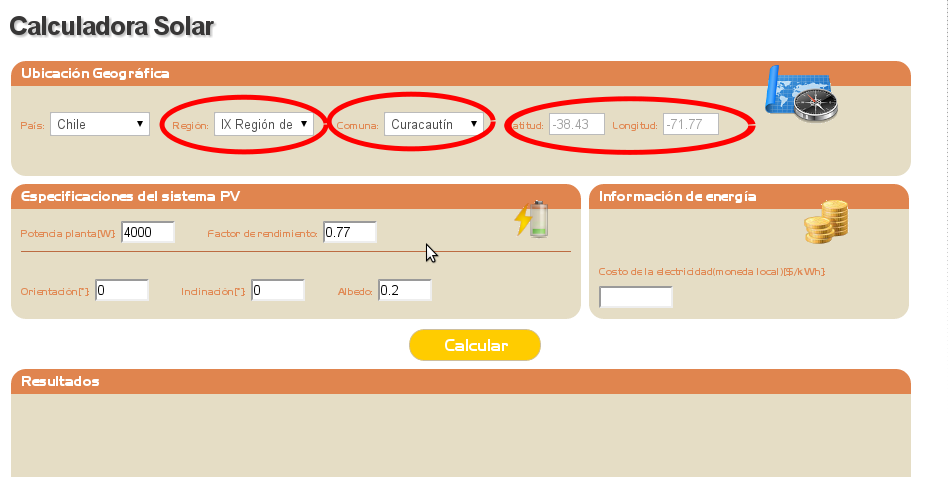 Calculadora Solar
Ubicación Geográfica
País: Chile Región: IX Región de Comuna: Curacautín atitud: -38.43 Longitud: -71.77
Especificaciones del sistema PV
Información de energía
Potencia planta[W]: 4000 Factor de rendimiento: 0.77
Costo de la electricidad(moneda local)[$/kWh]:
Orientación[°]: 0 Inclinación[°]: 0 Albedo: 0.2
Calcular
Resultados